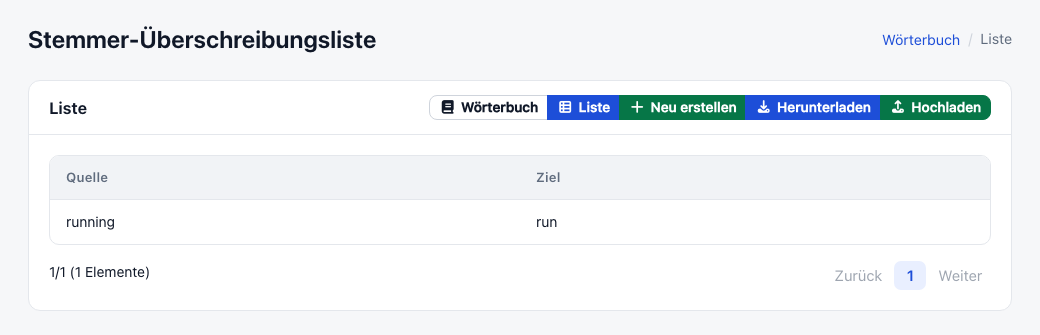 Stemmer-Überschreibungsliste
Wörterbuch / Liste
Liste
Wörterbuch Liste Neu erstellen Herunterladen Hochladen
Quelle Ziel
running run
1/1 (1 Elemente)
Zurück 1 Weiter